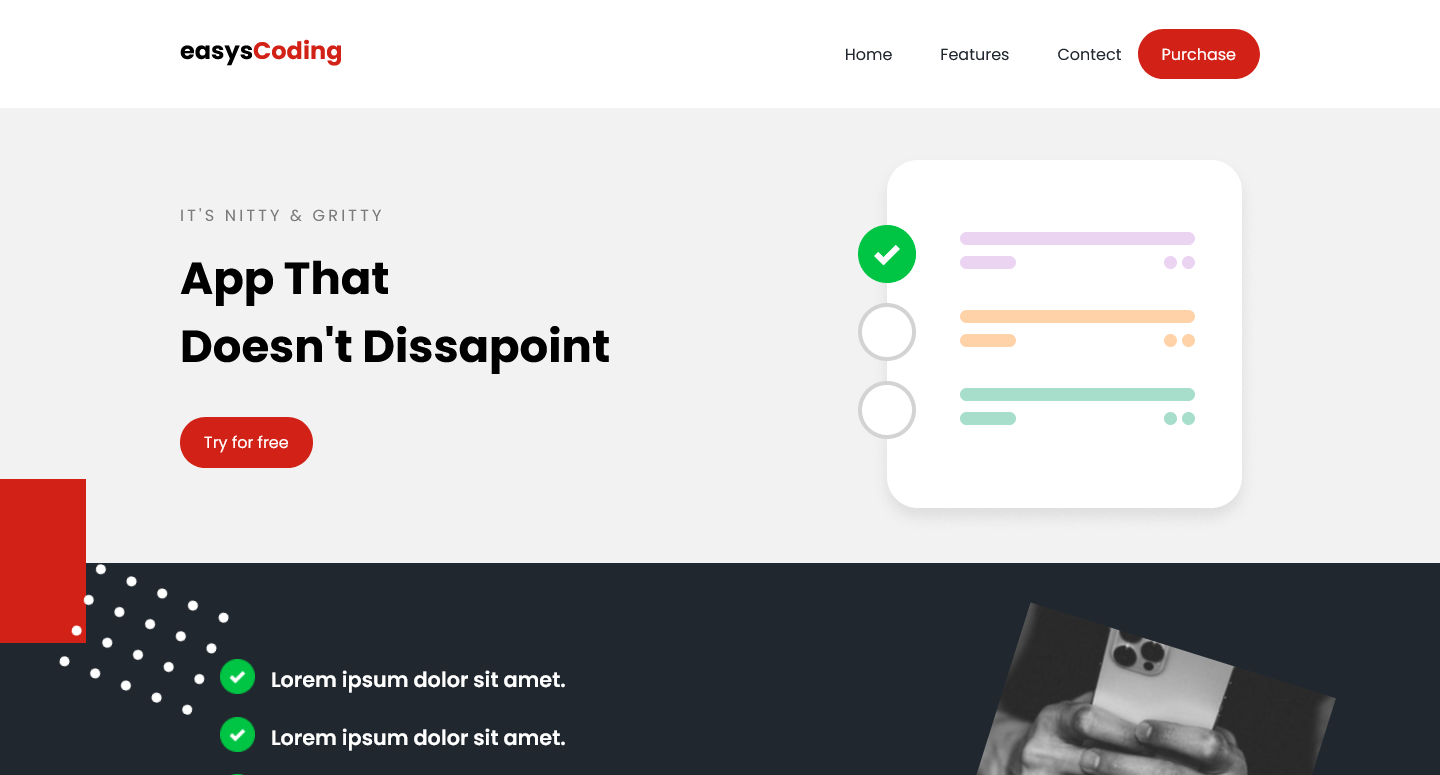 easysCoding
Home
Features
Contect
Purchase
IT'S NITTY & GRITTY
App That
Doesn't Dissapoint
Try for free
Lorem ipsum dolor sit amet.
Lorem ipsum dolor sit amet.